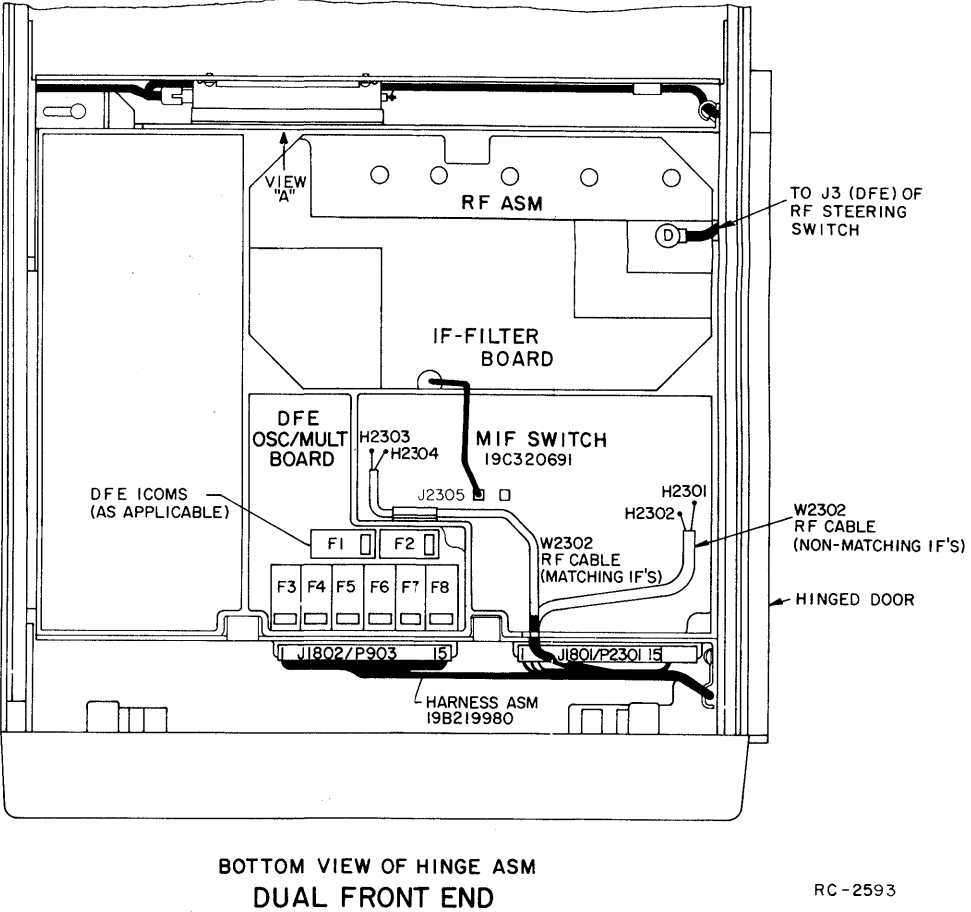 VIEW
"A"
RF ASM
TO J3 (DFE) OF
RF STEERING
SWITCH
D
IF-FILTER
BOARD
DFE
OSC/MULT
BOARD
H2303
H2304
MIF SWITCH
19C320691
J2305
H2301
H2302
DFE ICOMS
(AS APPLICABLE)
W2302
RF CABLE
(NON-MATCHING IF'S)
W2302
RF CABLE
(MATCHING IF'S)
F1
F2
F3
F4
F5
F6
F7
F8
HINGED DOOR
1 J1802/P903 15
1 J1801/P2301 15
HARNESS ASM
19B219980
BOTTOM VIEW OF HINGE ASM
DUAL FRONT END
RC-2593